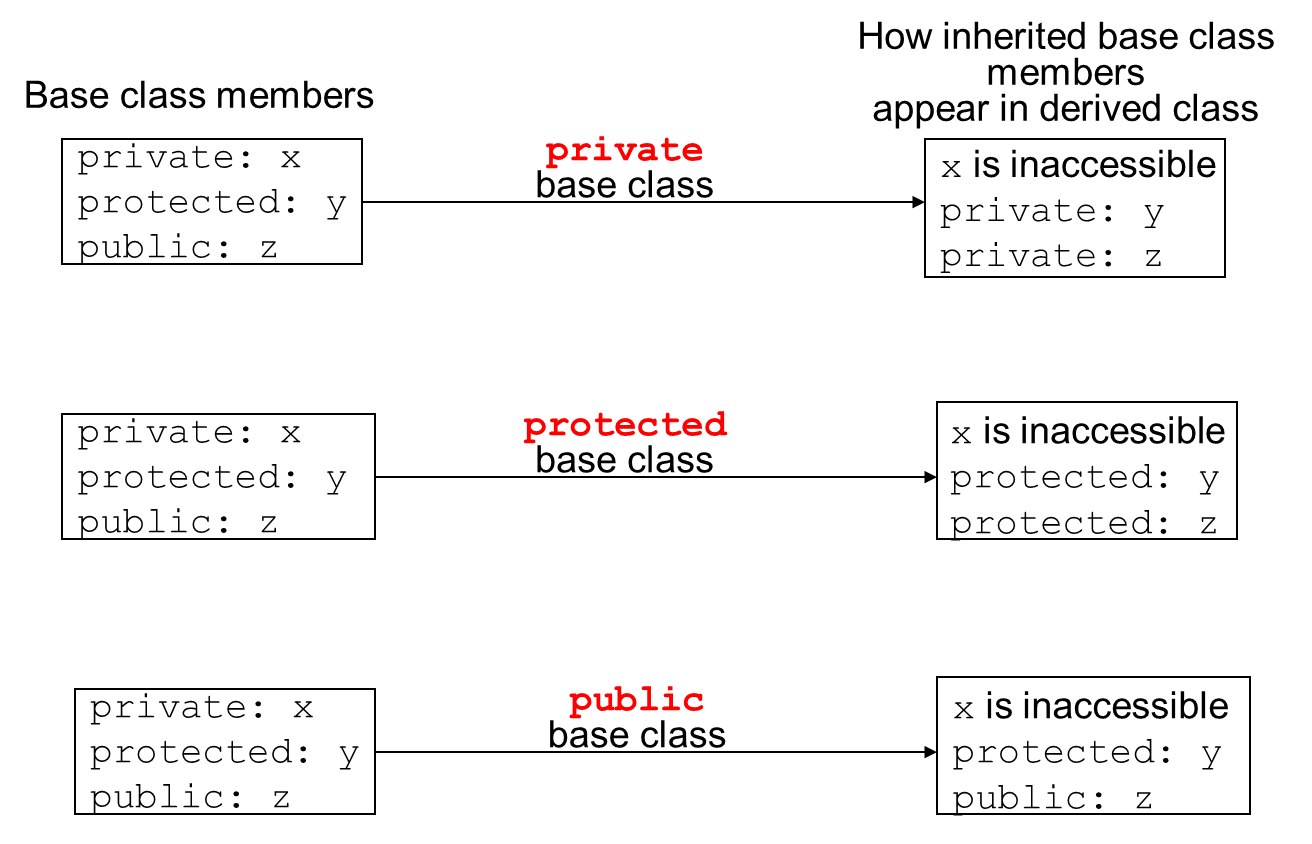 Base class members
How inherited base class
members
appear in derived class
private: x
protected: y
public: z
private
base class
x is inaccessible
private: y
private: z
private: x
protected: y
public: z
protected
base class
x is inaccessible
protected: y
protected: z
private: x
protected: y
public: z
public
base class
x is inaccessible
protected: y
public: z